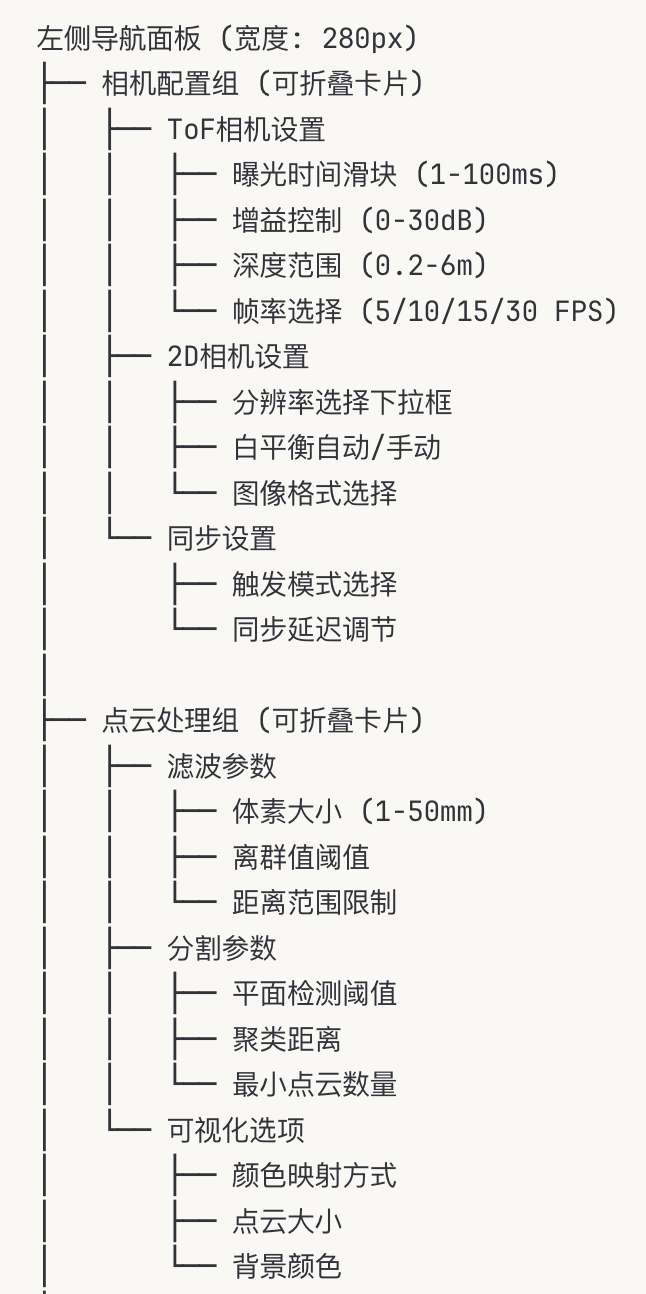 左侧导航面板 (宽度: 280px)
├── 相机配置组 (可折叠卡片)
│   ├── ToF相机设置
│   │   ├── 曝光时间滑块 (1-100ms)
│   │   ├── 增益控制 (0-30dB)
│   │   ├── 深度范围 (0.2-6m)
│   │   └── 帧率选择 (5/10/15/30 FPS)
│   ├── 2D相机设置
│   │   ├── 分辨率选择下拉框
│   │   ├── 白平衡自动/手动
│   │   └── 图像格式选择
│   └── 同步设置
│       ├── 触发模式选择
│       └── 同步延迟调节
│
├── 点云处理组 (可折叠卡片)
│   ├── 滤波参数
│   │   ├── 体素大小 (1-50mm)
│   │   ├── 离群值阈值
│   │   └── 距离范围限制
│   ├── 分割参数
│   │   ├── 平面检测阈值
│   │   ├── 聚类距离
│   │   └── 最小点云数量
│   └── 可视化选项
│       ├── 颜色映射方式
│       ├── 点云大小
│       └── 背景颜色